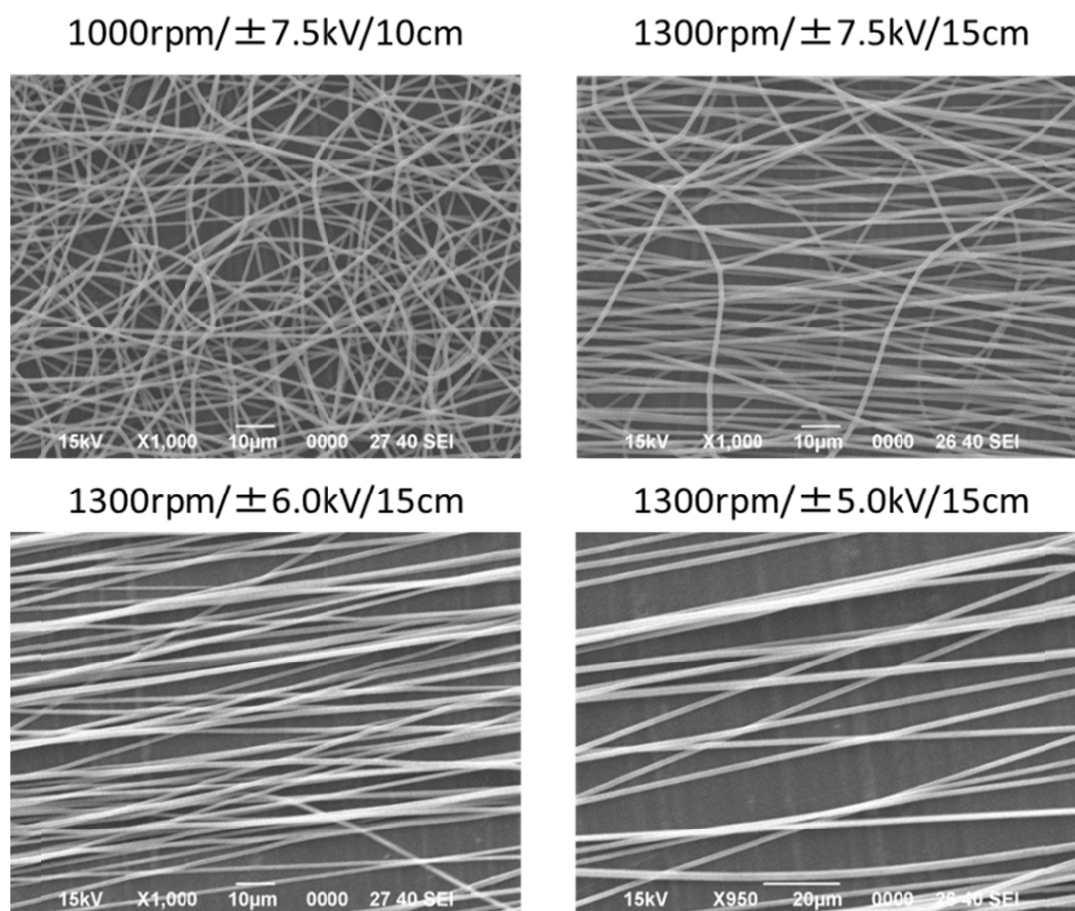 1000rpm/±7.5kV/10cm
1300rpm/±7.5kV/15cm
15kV X1,000 10μm 0000 27 40 SEI
15kV X1,000 10μm 0000 26 40 SEI
1300rpm/±6.0kV/15cm
1300rpm/±5.0kV/15cm
15kV X1,000 10μm 0000 27 40 SEI
15kV X950 20μm 0000 26 40 SEI